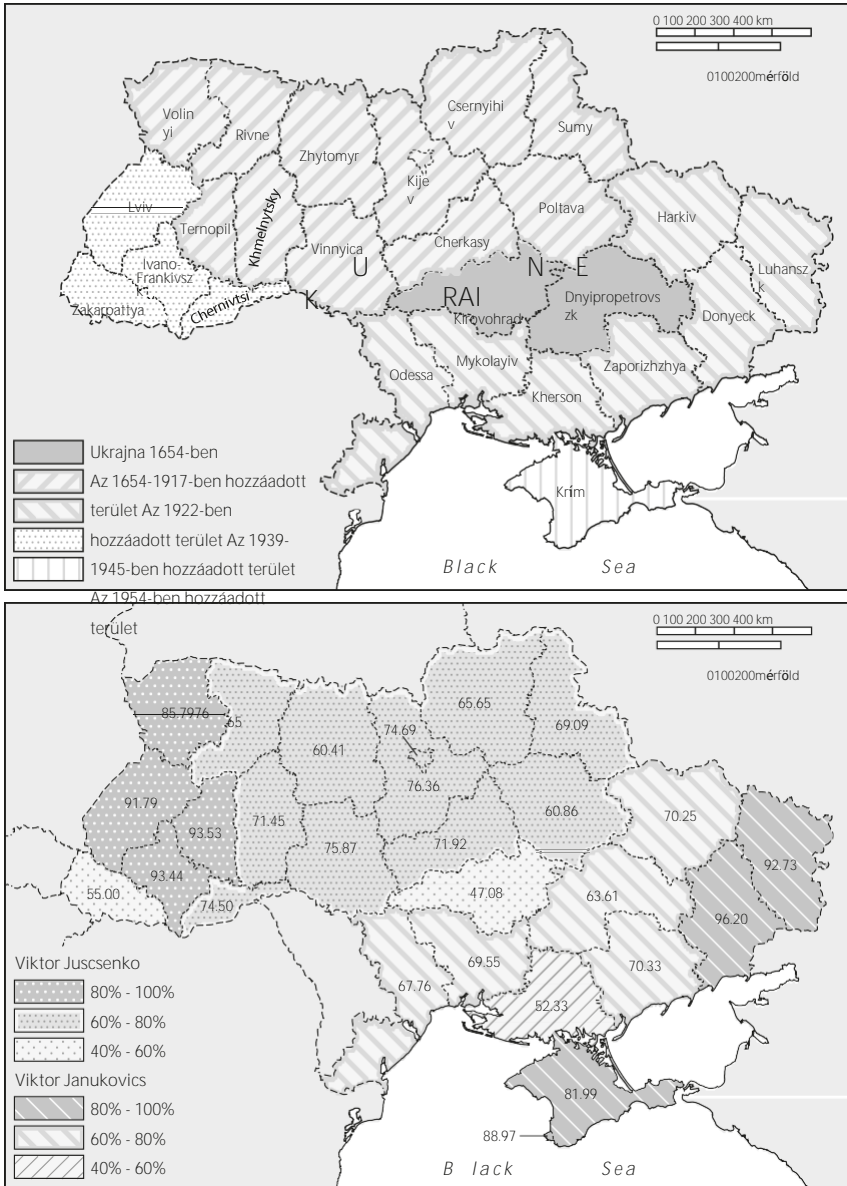 0 100 200 300 400 km
0100200mérföld
Csernyihi
v
Volin
yi
Rivne
Sumy
Zhytomyr
Kije
v
Lviv
Ternopil
Khmelnytsky
Poltava
Harkiv
Vinnyica
Cherkasy
Ivano-
Frankivsz
k
U
N E
Luhansz
k
Zakarpattya
Chernivtsi
K
RAI
Dnyipropetrovs
zk
Donyeck
Kirovohrad
Mykolayiv
Zaporizhzhya
Odessa
Kherson
Ukrajna 1654-ben
Az 1654-1917-ben hozzáadott
terület Az 1922-ben
hozzáadott terület Az 1939-
1945-ben hozzáadott terület
Az 1954-ben hozzáadott
terület
Krím
Black Sea
0 100 200 300 400 km
0100200mérföld
85.7976
.65
65.65
69.09
60.41
74.69
76.36
91.79
93.53
71.45
75.87
71.92
60.86
70.25
92.73
93.44
55.00
74.50
47.08
63.61
96.20
67.76
69.55
70.33
52.33
81.99
88.97
Viktor Juscsenko
80% - 100%
60% - 80%
40% - 60%
Viktor Janukovics
80% - 100%
60% - 80%
40% - 60%
B lack Sea